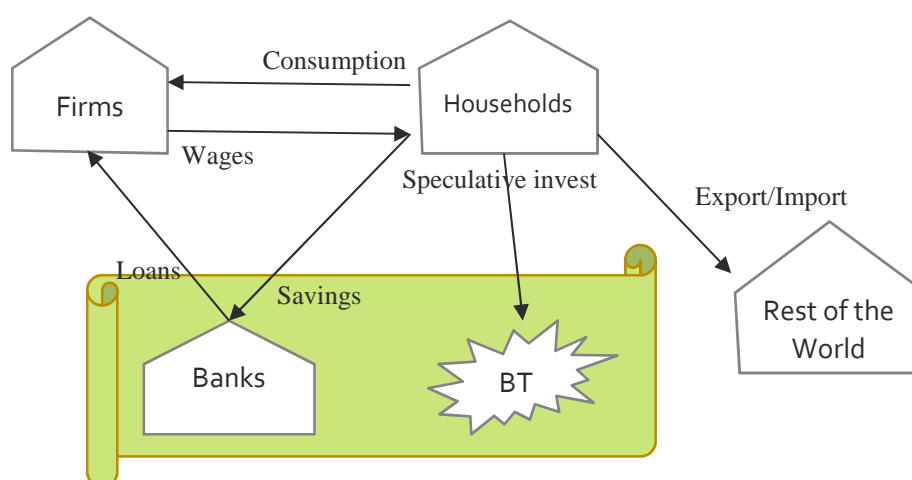 Consumption
Firms
Households
Wages
Speculative invest
Export/Import
Loans
Savings
Rest of the
World
Banks
BT